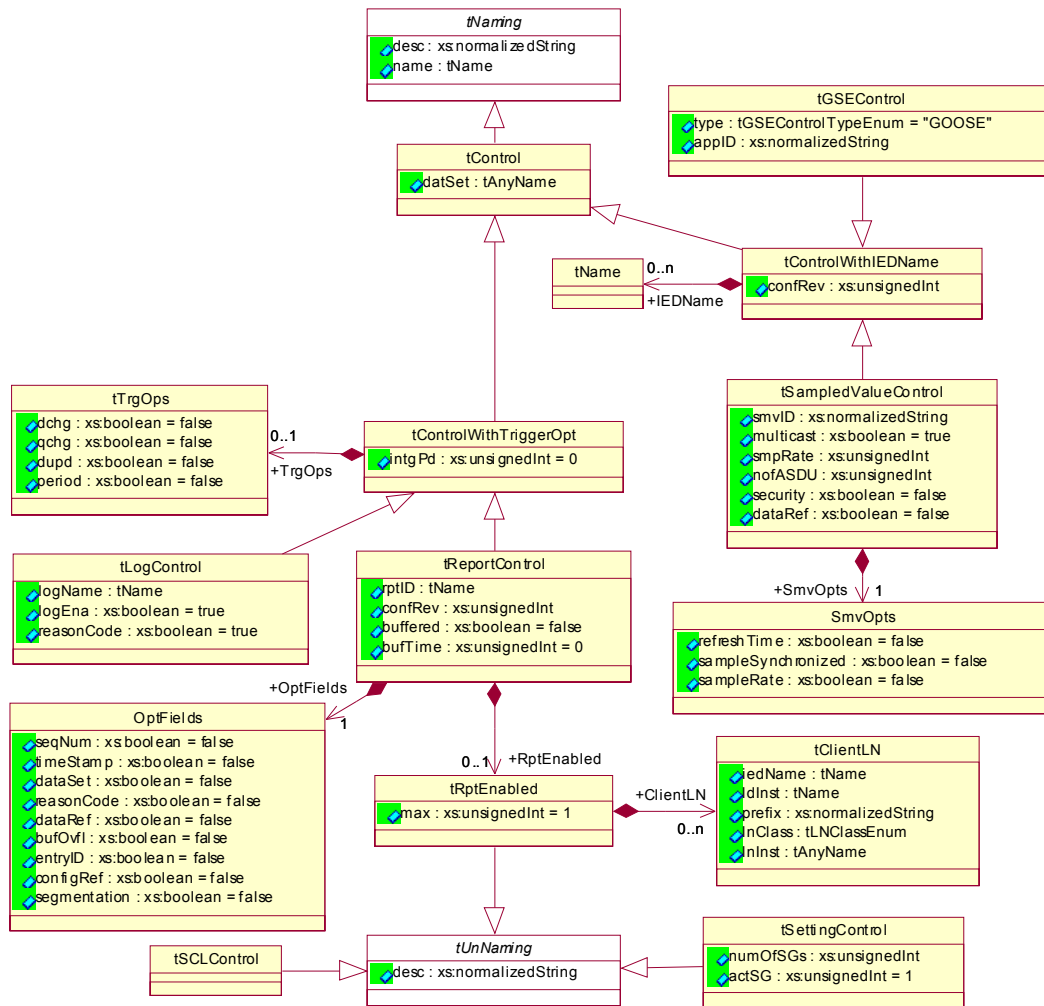 tNaming
desc : xs:normalizedString
name : tName
tGSEControl
type : tGSEControlTypeEnum = "GOOSE"
appID : xs:normalizedString
tControl
datSet : tAnyName
tControlWithIEDName
confRev : xs:unsignedInt
tName
0..n
+IEDName
tSampledValueControl
smvID : xs:normalizedString
multicast : xs:boolean = true
smpRate : xs:unsignedInt
nofASDU : xs:unsignedInt
security : xs:boolean = false
dataRef : xs:boolean = false
tTrgOps
dchg : xs:boolean = false
qchg : xs:boolean = false
dupd : xs:boolean = false
period : xs:boolean = false
0..1
+TrgOps
tControlWithTriggerOpt
intgPd : xs:unsignedInt = 0
tLogControl
logName : tName
logEna : xs:boolean = true
reasonCode : xs:boolean = true
tReportControl
rptID : tName
confRev : xs:unsignedInt
buffered : xs:boolean = false
bufTime : xs:unsignedInt = 0
+SmvOpts
1
SmvOpts
refreshTime : xs:boolean = false
sampleSynchronized : xs:boolean = false
sampleRate : xs:boolean = false
+OptFields
1
OptFields
seqNum : xs:boolean = false
timeStamp : xs:boolean = false
dataSet : xs:boolean = false
reasonCode : xs:boolean = false
dataRef : xs:boolean = false
bufOvfl : xs:boolean = false
entryID : xs:boolean = false
configRef : xs:boolean = false
segmentation : xs:boolean = false
0..1
+RptEnabled
tRptEnabled
max : xs:unsignedInt = 1
+ClientLN
0..n
tClientLN
iedName : tName
ldInst : tName
prefix : xs:normalizedString
lnClass : tLNClassEnum
lnInst : tAnyName
tSCLControl
tUnNaming
desc : xs:normalizedString
tSettingControl
numOfSGs : xs:unsignedInt
actSG : xs:unsignedInt = 1